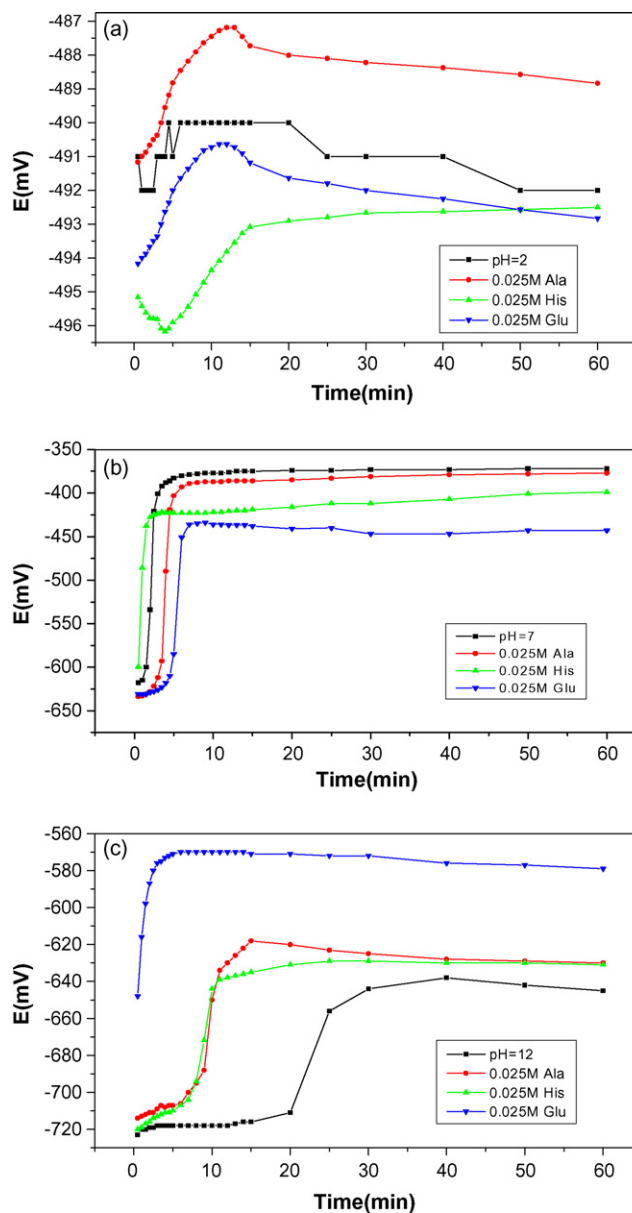 (a)
-487
-488
-489
-490
-491
-492
-493
-494
-495
-496
E(mV)
pH=2
0.025M Ala
0.025M His
0.025M Glu
0 10 20 30 40 50 60
Time(min)
(b)
-350
-400
-450
-500
-550
-600
-650
E(mV)
pH=7
0.025M Ala
0.025M His
0.025M Glu
0 10 20 30 40 50 60
Time(min)
(c)
-560
-580
-600
-620
-640
-660
-680
-700
-720
E(mV)
pH=12
0.025M Ala
0.025M His
0.025M Glu
0 10 20 30 40 50 60
Time(min)